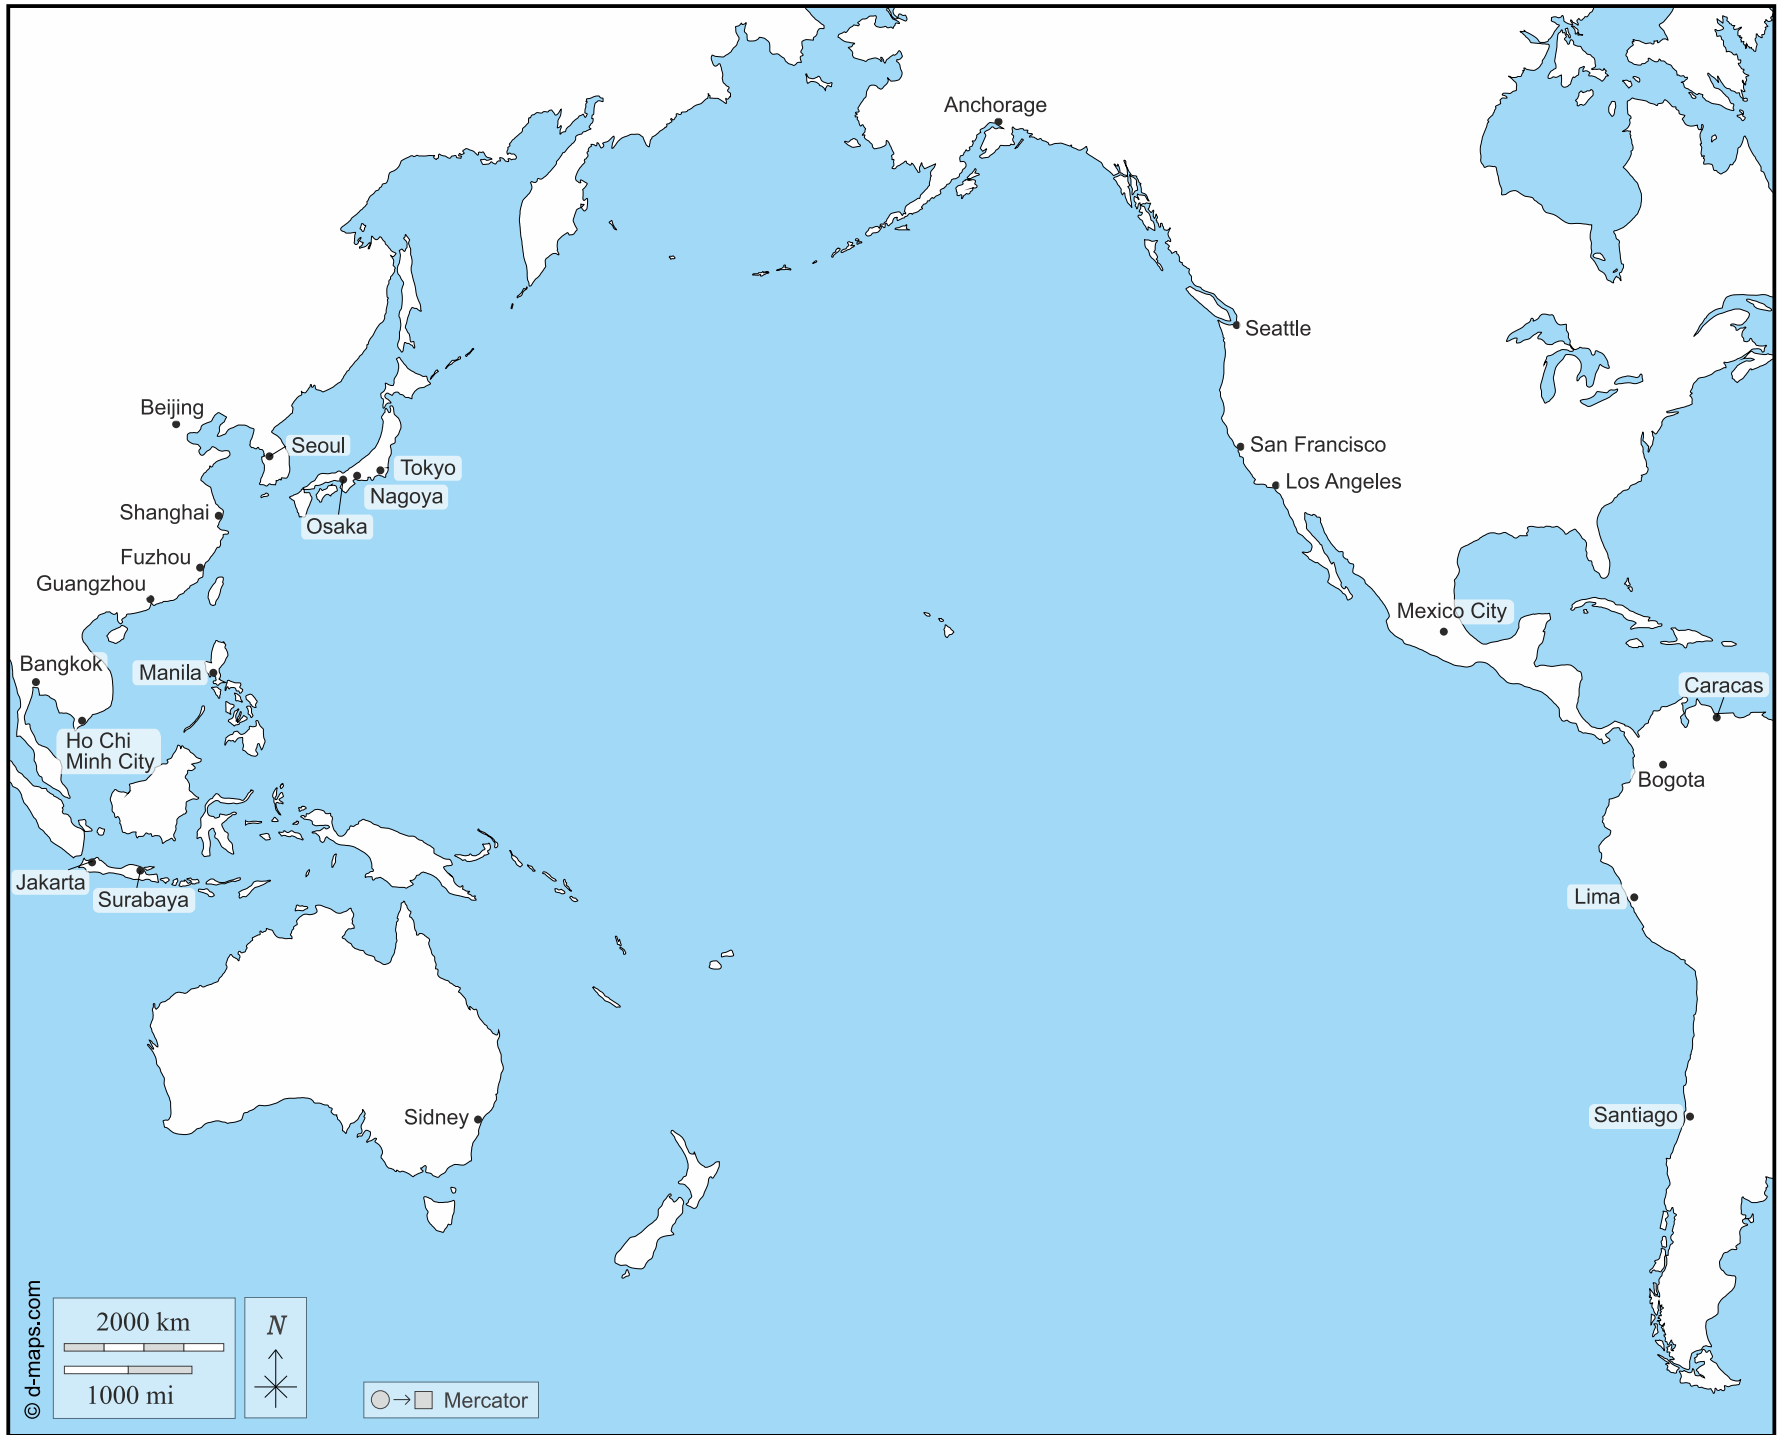 Anchorage
Seattle
Beijing
Seoul
San Francisco
Tokyo
Los Angeles
Nagoya
Shanghai
Osaka
Fuzhou
Guangzhou
Mexico City
Bangkok
Manila
Caracas
Ho Chi
Minh City
Bogota
Jakarta
Surabaya
Lima
Sidney
Santiago
© d-maps.com
2000 km
1000 mi
N
Mercator